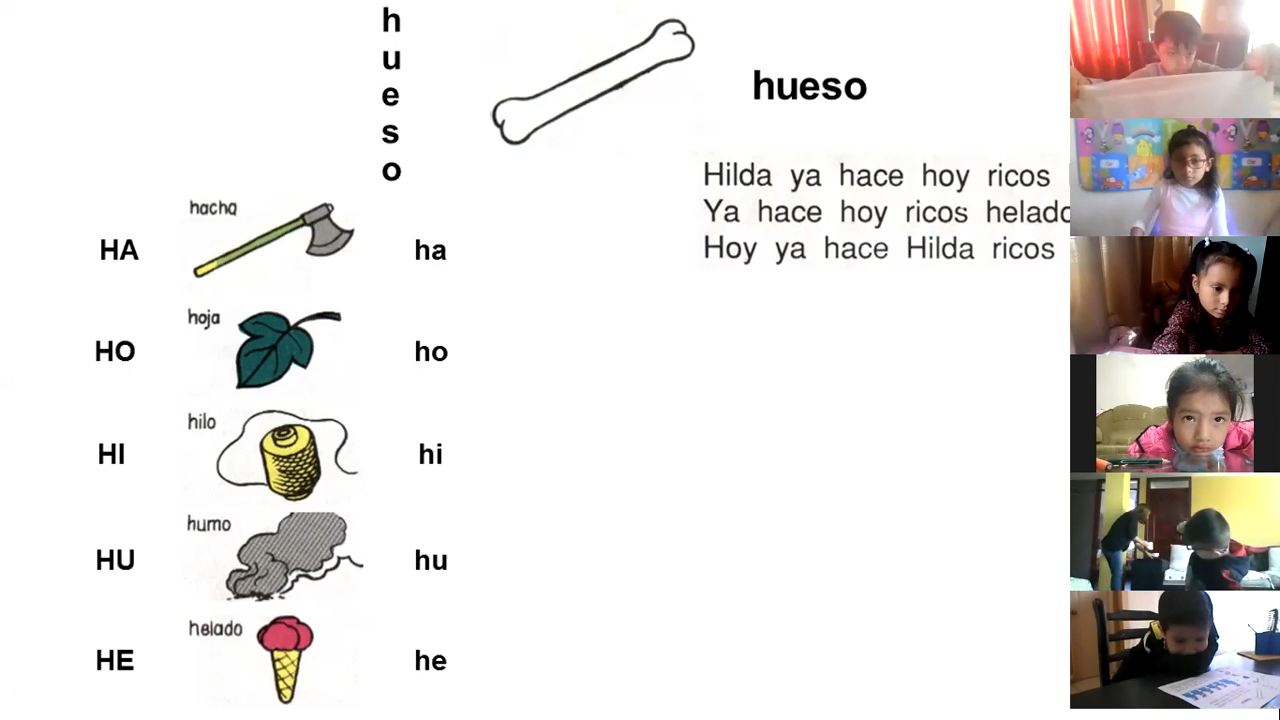 h
u
e
s
o
hueso
Hilda ya hace hoy ricos
Ya hace hoy ricos
Hoy ya hace Hilda ricos
hacha
HA ha
hoja
HO ho
hilo
HI hi
humo
HU hu
helado
HE he